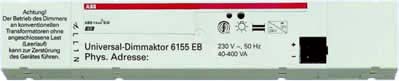 Achtung!
Der Betrieb des Dimmers
an konventionellen
Transformatoren ohne
angeschlossene Last
(Leerlauf)
kann zur Zerstörung
des Gerätes führen.
ABB
Universal-Dimmaktor 6155 EB
Phys. Adresse:
230 V ~, 50 Hz
40-400 VA
+
-